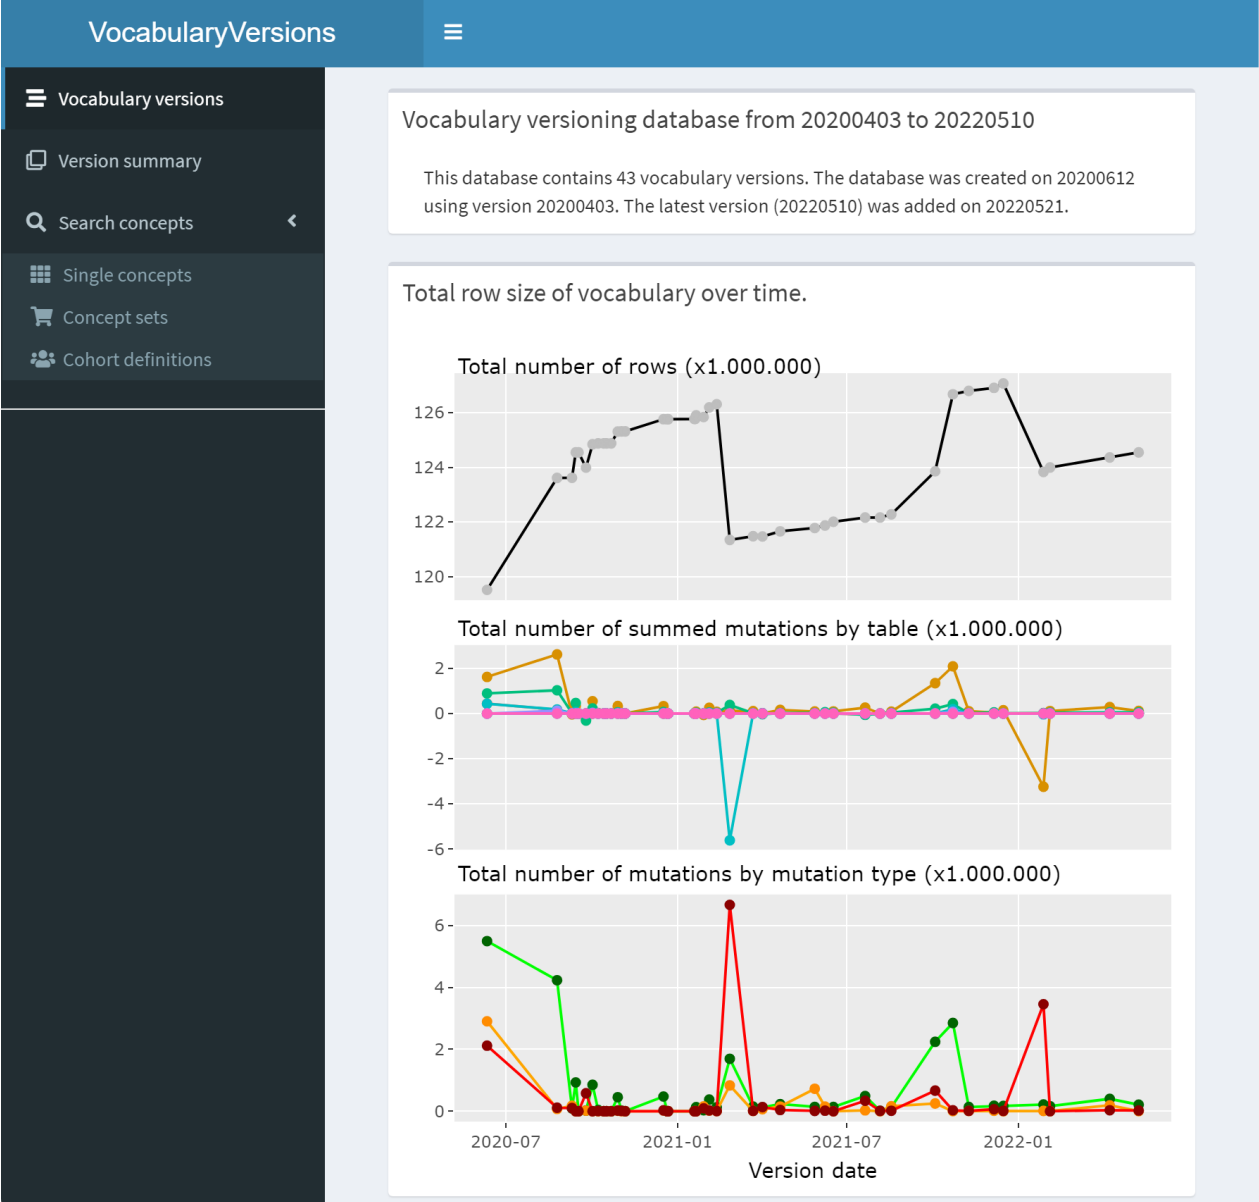 VocabularyVersions
Vocabulary versions
Version summary
Search concepts
Single concepts
Concept sets
Cohort definitions
Vocabulary versioning database from 20200403 to 20220510
This database contains 43 vocabulary versions. The database was created on 20200612
using version 20200403. The latest version (20220510) was added on 20220521.
Total row size of vocabulary over time.
Total number of rows (x1.000.000)
126
124
122
120
Total number of summed mutations by table (x1.000.000)
2
0
-2
-4
-6
Total number of mutations by mutation type (x1.000.000)
6
4
2
0
2020-07 2021-01 2021-07 2022-01
Version date